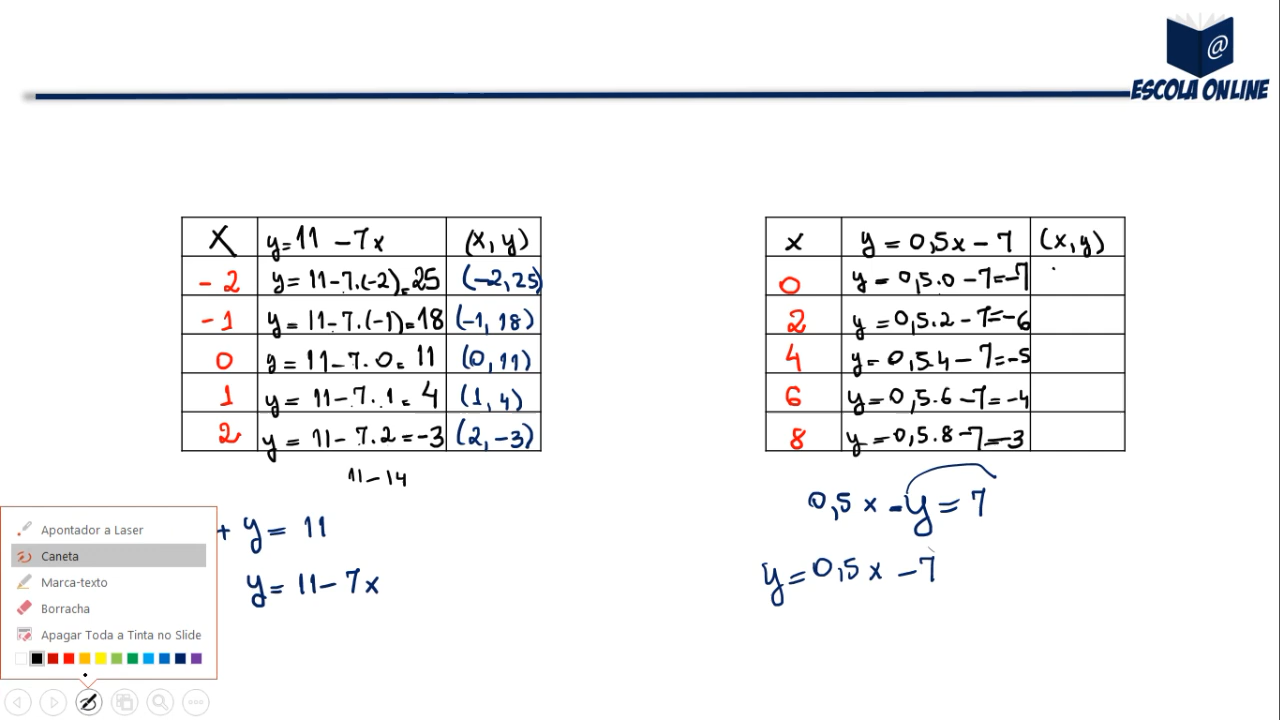 @
ESCOLA ONLINE
X y=11 -7x (x, y)
-2 y= 11-7.(-2)=25 (-2,25)
-1 y= 11-7.(-1)=18 (-1, 18)
0 y= 11-7.0= 11 (0, 11)
1 y= 11-7.1= 4 (1, 4)
2 y= 11-7.2=-3 (2, -3)
11-14
+ y= 11
y= 11-7x
x y=0,5x-7 (x,y)
0 y=0,5.0-7=-7
2 y=0,5.2-7=-6
4 y=0,5.4-7=-5
6 y=0,5.6-7=-4
8 y=0,5.8-7=-3
0,5x-y=7
y=0,5x-7
Apontador a Laser
Caneta
Marca-texto
Borracha
Apagar Toda a Tinta no Slide